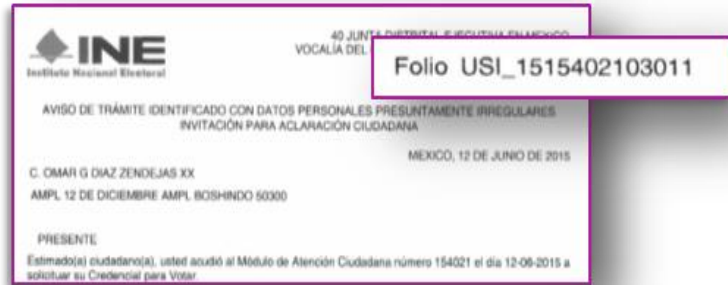 INE
Instituto Nacional Electoral
40 JUNTA DISTRITAL EJECUTIVA EN MEXICO
VOCALÍA DEL
Folio USI_1515402103011
AVISO DE TRÁMITE IDENTIFICADO CON DATOS PERSONALES PRESUNTAMENTE IRREGULARES
INVITACIÓN PARA ACLARACIÓN CIUDADANA
MEXICO, 12 DE JUNIO DE 2015
C. OMAR G DIAZ ZENDEJAS XX
AMPL 12 DE DICIEMBRE AMPL BOSHINDO 50300
PRESENTE
Estimado(a) ciudadano(a), usted acudió al Módulo de Atención Ciudadana número 154021 el día 12-06-2015 a
solicitar su Credencial para Votar.